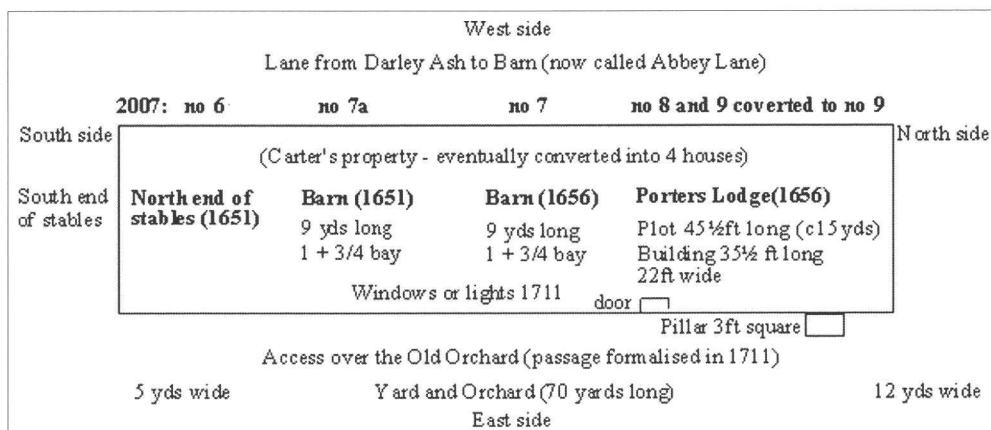 West side
Lane from Darley Ash to Barn (now called Abbey Lane)
2007: no 6 no 7a no 7 no 8 and 9 coverted to no 9
South side North side
(Carter's property - eventually converted into 4 houses)
South end of stables
North end of stables (1651)
Barn (1651)
9 yds long
1 + 3/4 bay
Barn (1656)
9 yds long
1 + 3/4 bay
Porters Lodge(1656)
Plot 45½ft long (c15 yds)
Building 35½ ft long
22ft wide
Windows or lights 1711
door
Pillar 3ft square
Access over the Old Orchard (passage formalised in 1711)
5 yds wide Yard and Orchard (70 yards long) 12 yds wide
East side